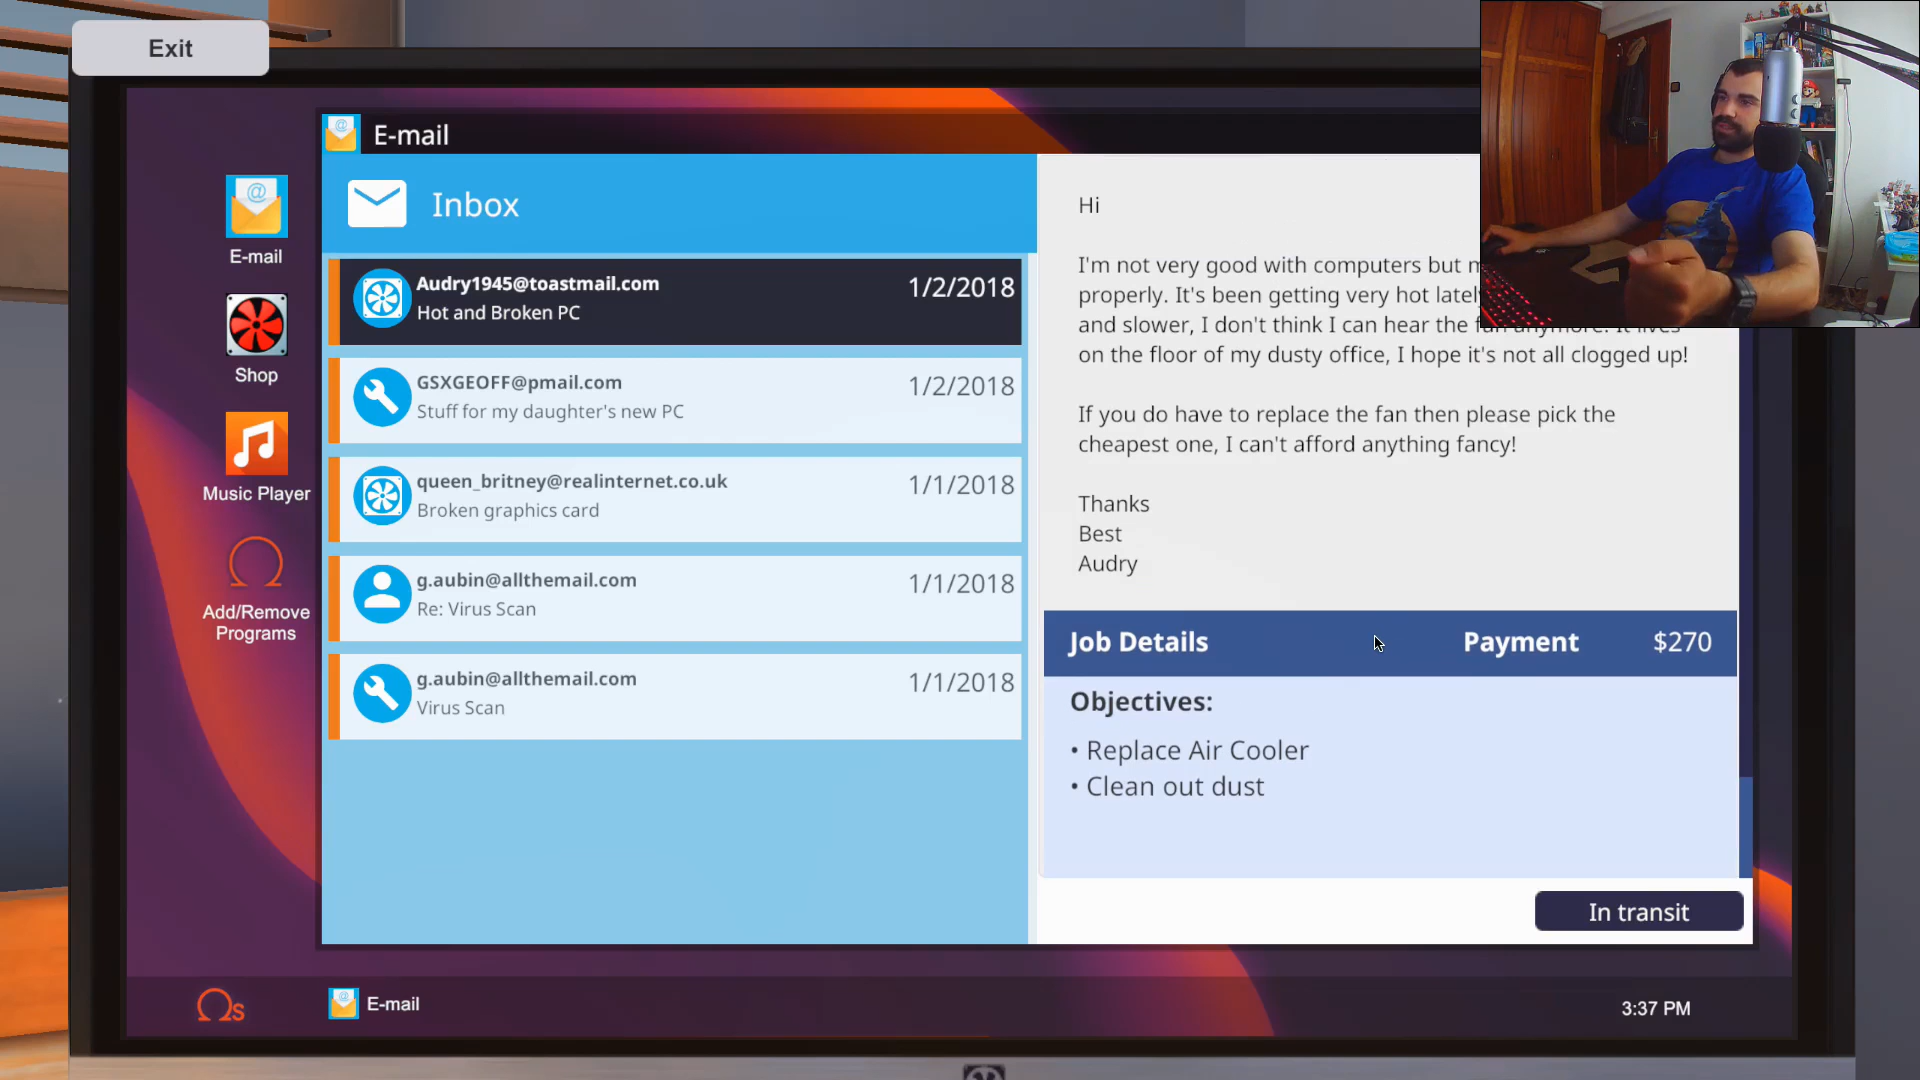 Exit
E-mail
Shop
Music Player
Add/Remove
Programs
E-mail
Inbox
Audry1945@toastmail.com
1/2/2018
Hot and Broken PC
GSXGEOFF@pmail.com
1/2/2018
Stuff for my daughter's new PC
queen_britney@realinternet.co.uk
1/1/2018
Broken graphics card
g.aubin@allthemail.com
1/1/2018
Re: Virus Scan
g.aubin@allthemail.com
1/1/2018
Virus Scan
Hi
I'm not very good with computers but
properly. It's been getting very hot lately
and slower, I don't think I can hear the fan anymore. It lives
on the floor of my dusty office, I hope it's not all clogged up!
If you do have to replace the fan then please pick the
cheapest one, I can't afford anything fancy!
Thanks
Best
Audry
Job Details
Payment
$270
Objectives:
• Replace Air Cooler
• Clean out dust
In transit
Ωs
E-mail
3:37 PM